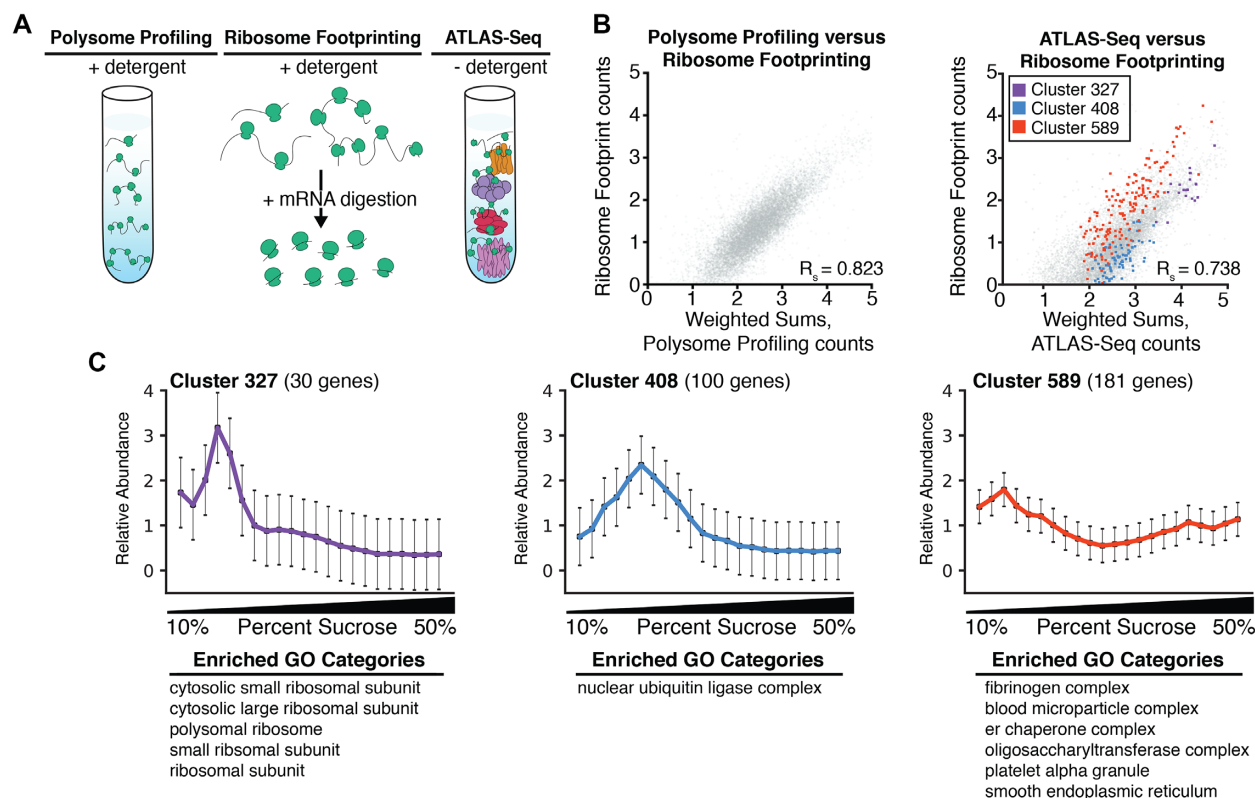 A
Polysome Profiling
+ detergent
Ribosome Footprinting
+ detergent
+ mRNA digestion
ATLAS-Seq
- detergent
B
Polysome Profiling versus
Ribosome Footprinting
Ribosome Footprint counts
5
4
3
2
1
0
0 1 2 3 4 5
R_s = 0.823
Weighted Sums,
Polysome Profiling counts
ATLAS-Seq versus
Ribosome Footprinting
Ribosome Footprint counts
5
4
3
2
1
0
Cluster 327
Cluster 408
Cluster 589
0 1 2 3 4 5
R_s = 0.738
Weighted Sums,
ATLAS-Seq counts
C
Cluster 327 (30 genes)
Relative Abundance
4
3
2
1
0
10% Percent Sucrose 50%
Enriched GO Categories
cytosolic small ribosomal subunit
cytosolic large ribosomal subunit
polysomal ribosome
small ribsomal subunit
ribosomal subunit
Cluster 408 (100 genes)
Relative Abundance
4
3
2
1
0
10% Percent Sucrose 50%
Enriched GO Categories
nuclear ubiquitin ligase complex
Cluster 589 (181 genes)
Relative Abundance
4
3
2
1
0
10% Percent Sucrose 50%
Enriched GO Categories
fibrinogen complex
blood microparticle complex
er chaperone complex
oligosaccharyltransferase complex
platelet alpha granule
smooth endoplasmic reticulum